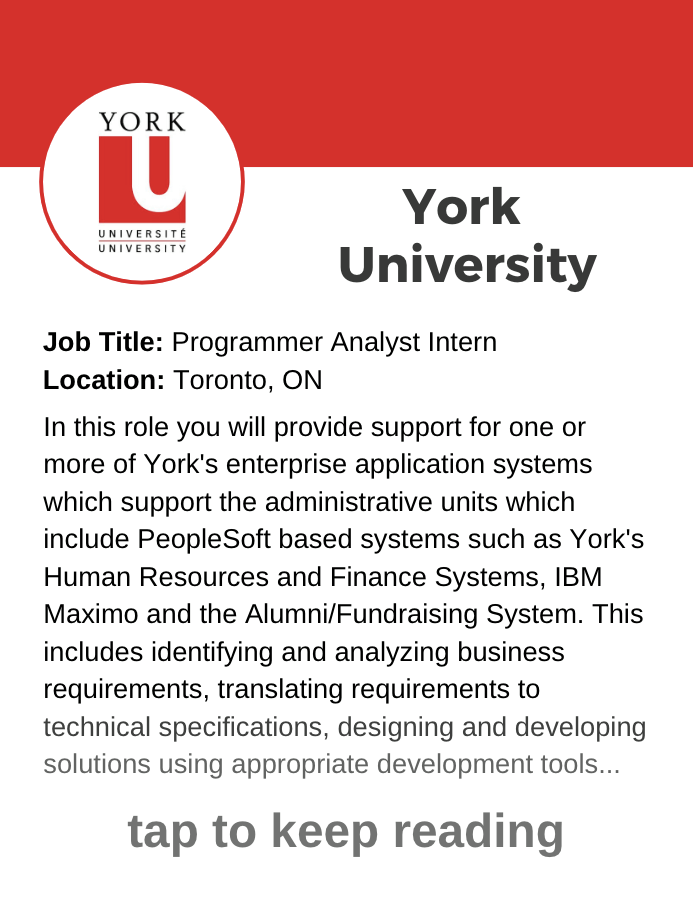 YORK
U
UNIVERSITÉ
UNIVERSITY
York
University
Job Title: Programmer Analyst Intern
Location: Toronto, ON
In this role you will provide support for one or
more of York's enterprise application systems
which support the administrative units which
include PeopleSoft based systems such as York's
Human Resources and Finance Systems, IBM
Maximo and the Alumni/Fundraising System. This
includes identifying and analyzing business
requirements, translating requirements to
technical specifications, designing and developing
solutions using appropriate development tools...
tap to keep reading